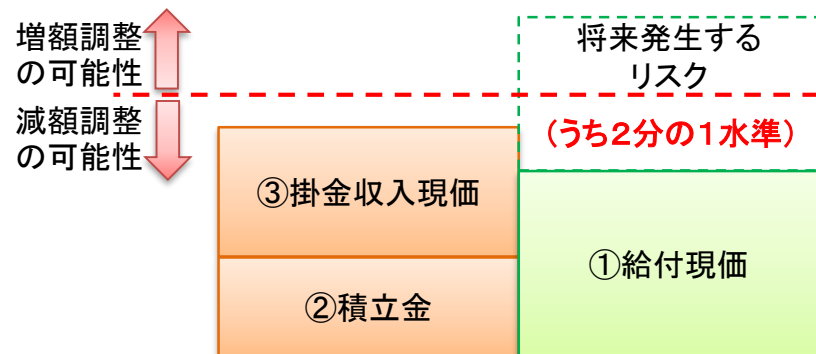 増額調整
の可能性
減額調整
の可能性
将来発生する
リスク
（うち２分の１水準）
③掛金収入現価
②積立金
①給付現価